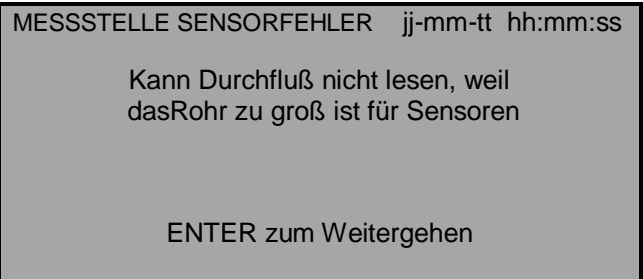 MESSSTELLE SENSORFEHLER jj-mm-tt hh:mm:ss
Kann Durchfluß nicht lesen, weil
dasRohr zu groß ist für Sensoren
ENTER zum Weitergehen